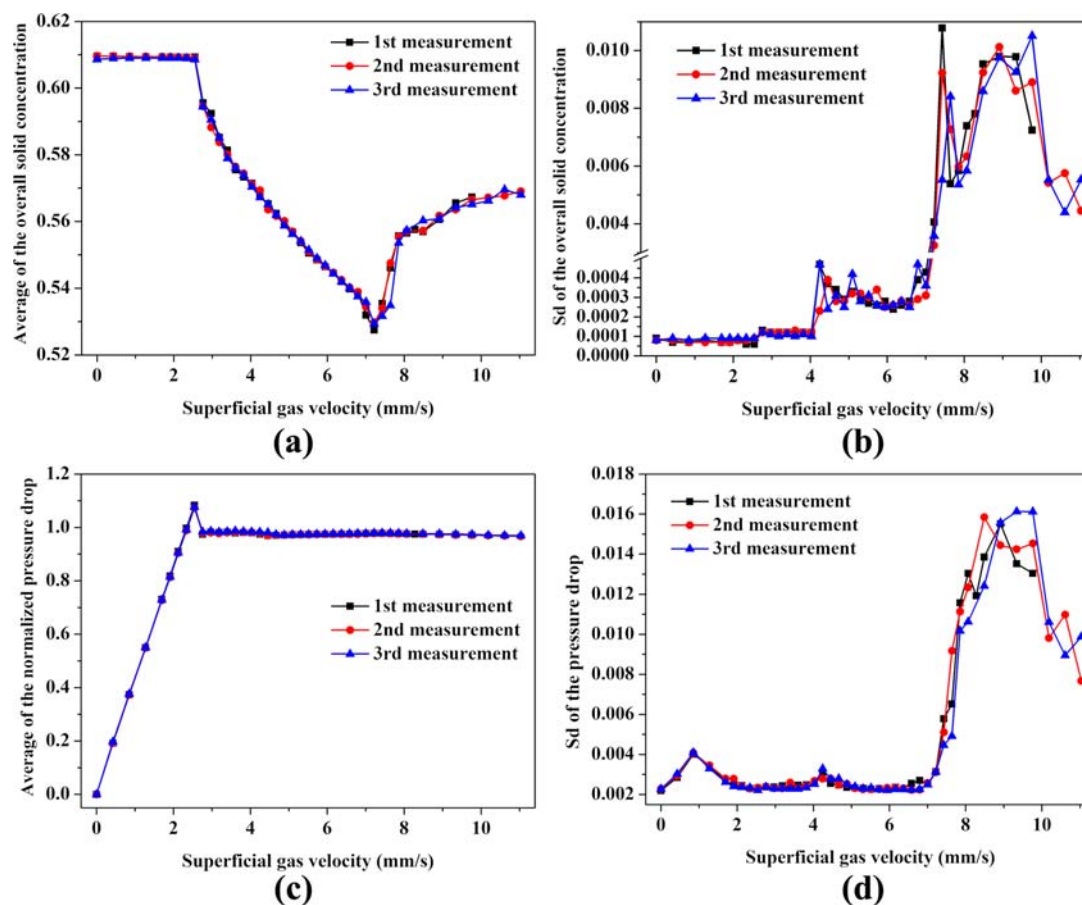 0.62
0.60
0.58
0.56
0.54
0.52
Average of the overall solid concentration
1st measurement
2nd measurement
3rd measurement
0 2 4 6 8 10
Superficial gas velocity (mm/s)
(a)
0.010
0.008
0.006
0.004
0.0004
0.0003
0.0002
0.0001
0.0000
Sd of the overall solid concentration
1st measurement
2nd measurement
3rd measurement
0 2 4 6 8 10
Superficial gas velocity (mm/s)
(b)
1.2
1.0
0.8
0.6
0.4
0.2
0.0
Average of the normalized pressure drop
1st measurement
2nd measurement
3rd measurement
0 2 4 6 8 10
Superficial gas velocity (mm/s)
(c)
0.018
0.016
0.014
0.012
0.010
0.008
0.006
0.004
0.002
Sd of the pressure drop
1st measurement
2nd measurement
3rd measurement
0 2 4 6 8 10
Superficial gas velocity (mm/s)
(d)